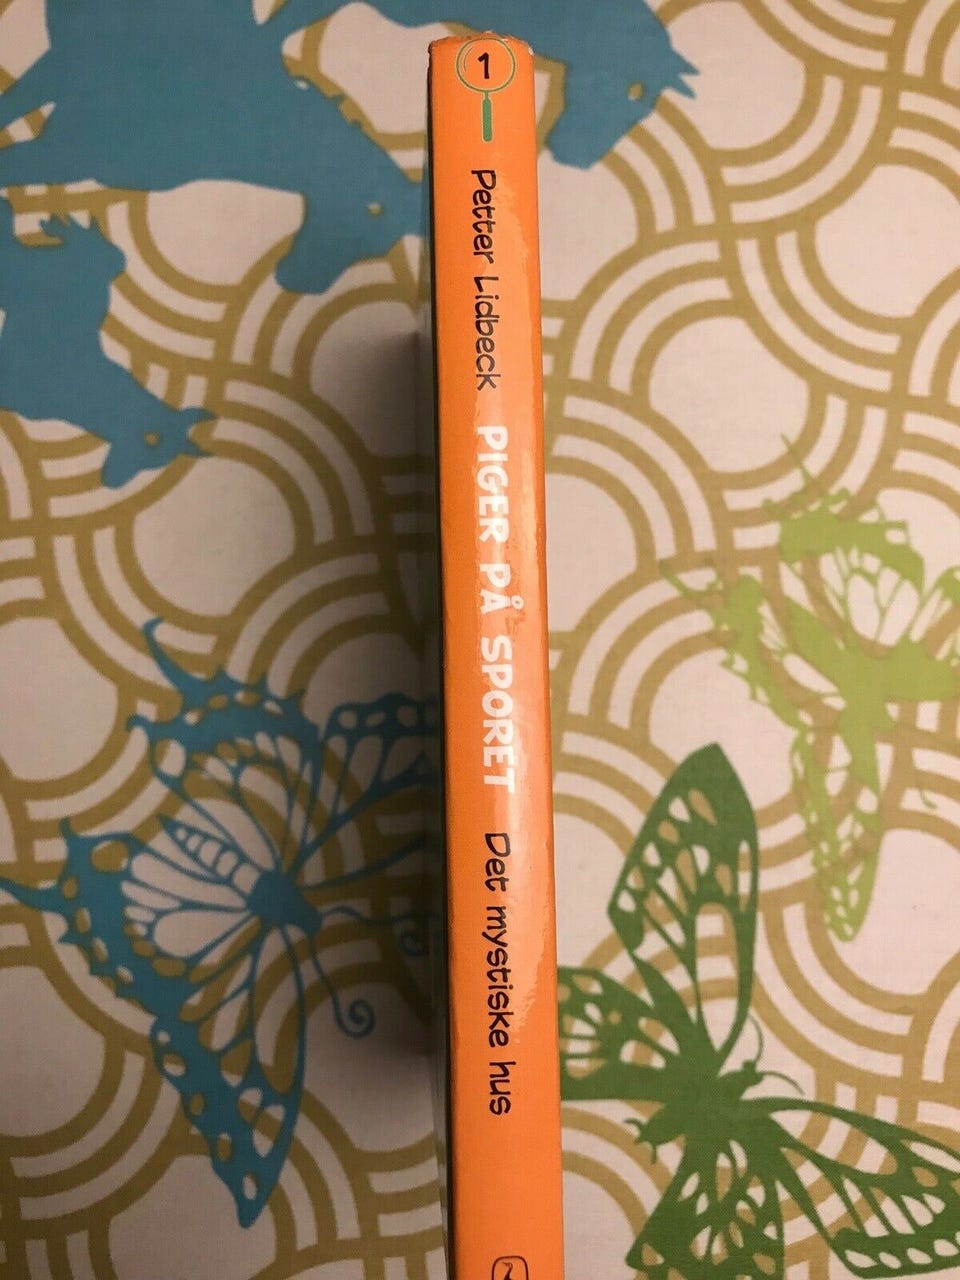 1
Petter Lidbeck
PIGER PÅ SPORET
Det mystiske hus